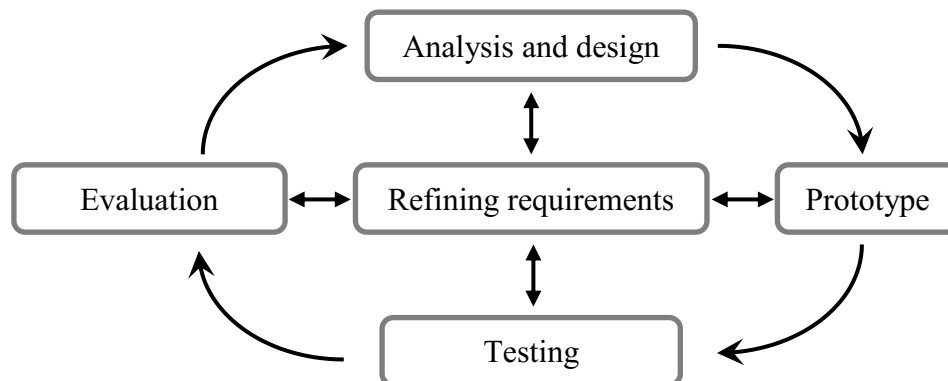 Analysis and design
Evaluation
Refining requirements
Prototype
Testing